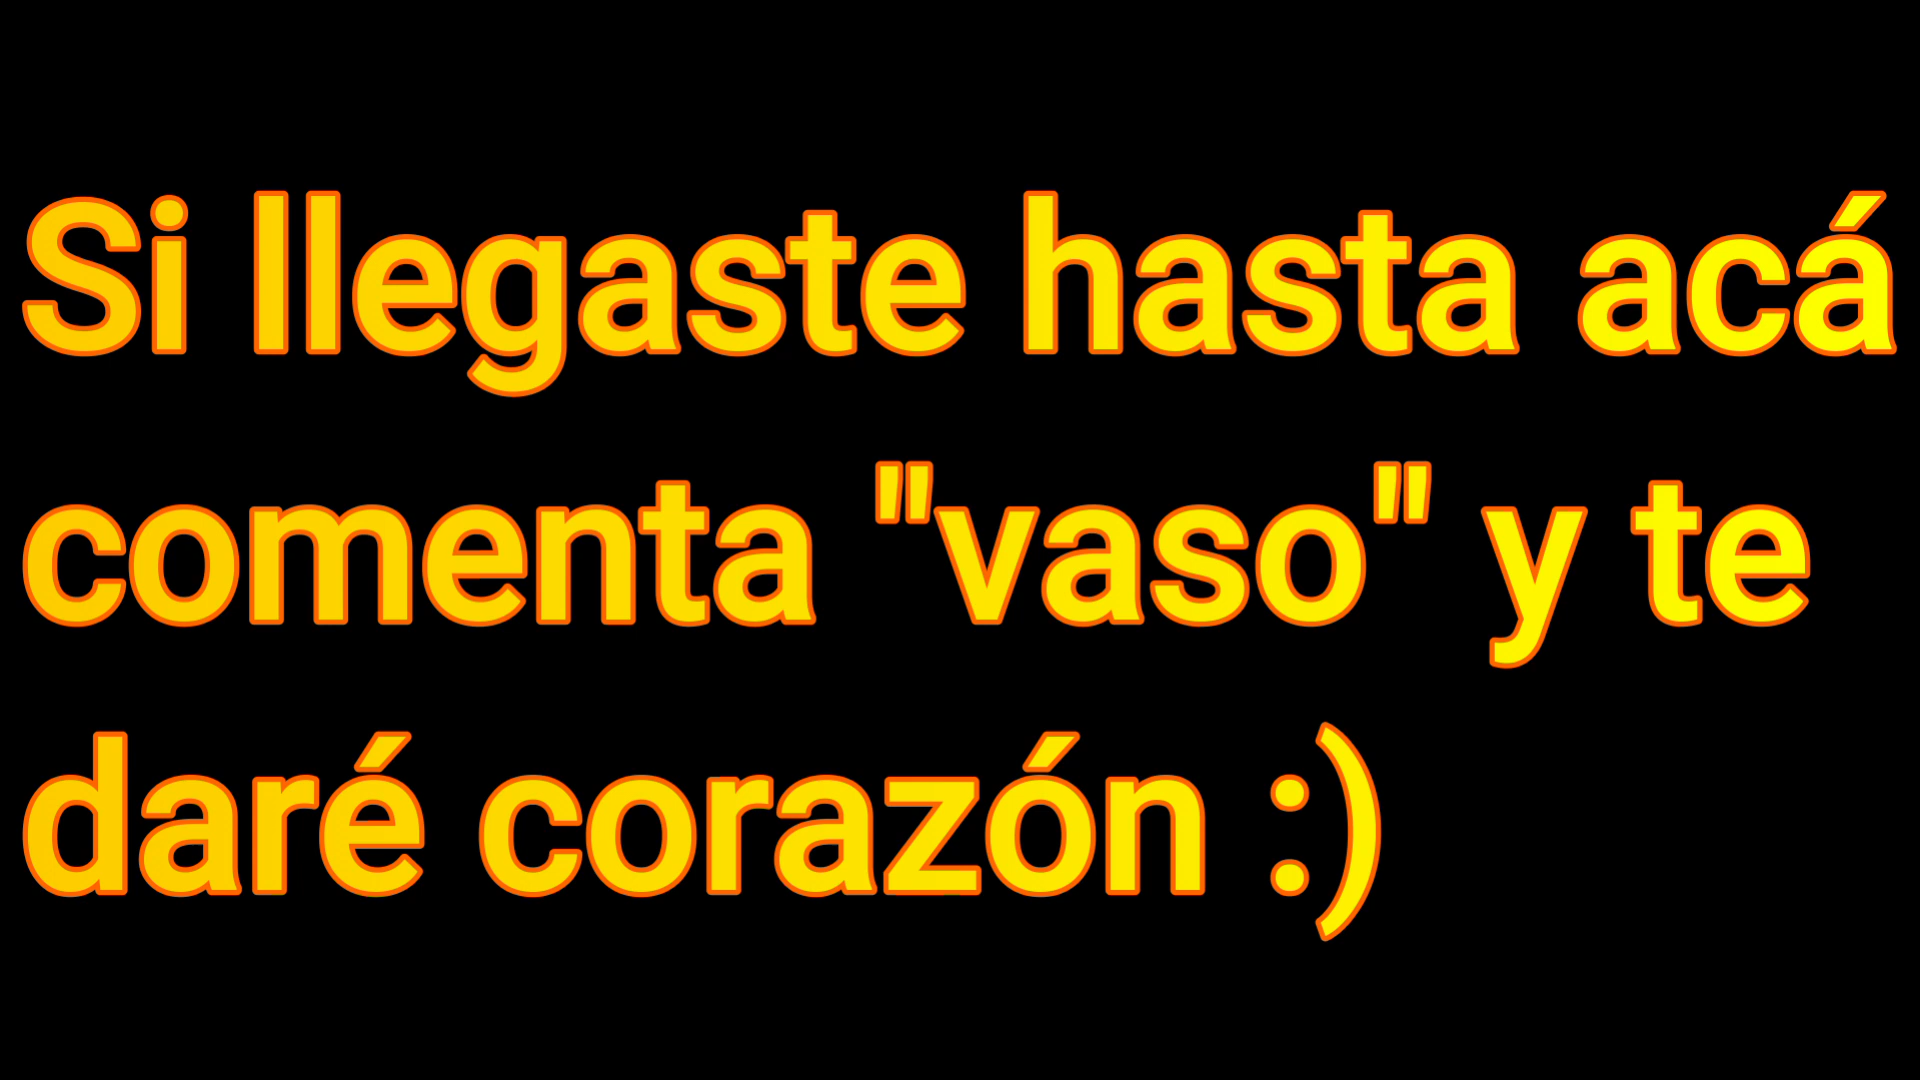 Si llegaste hasta acá
comenta "vaso" y te
daré corazón :)